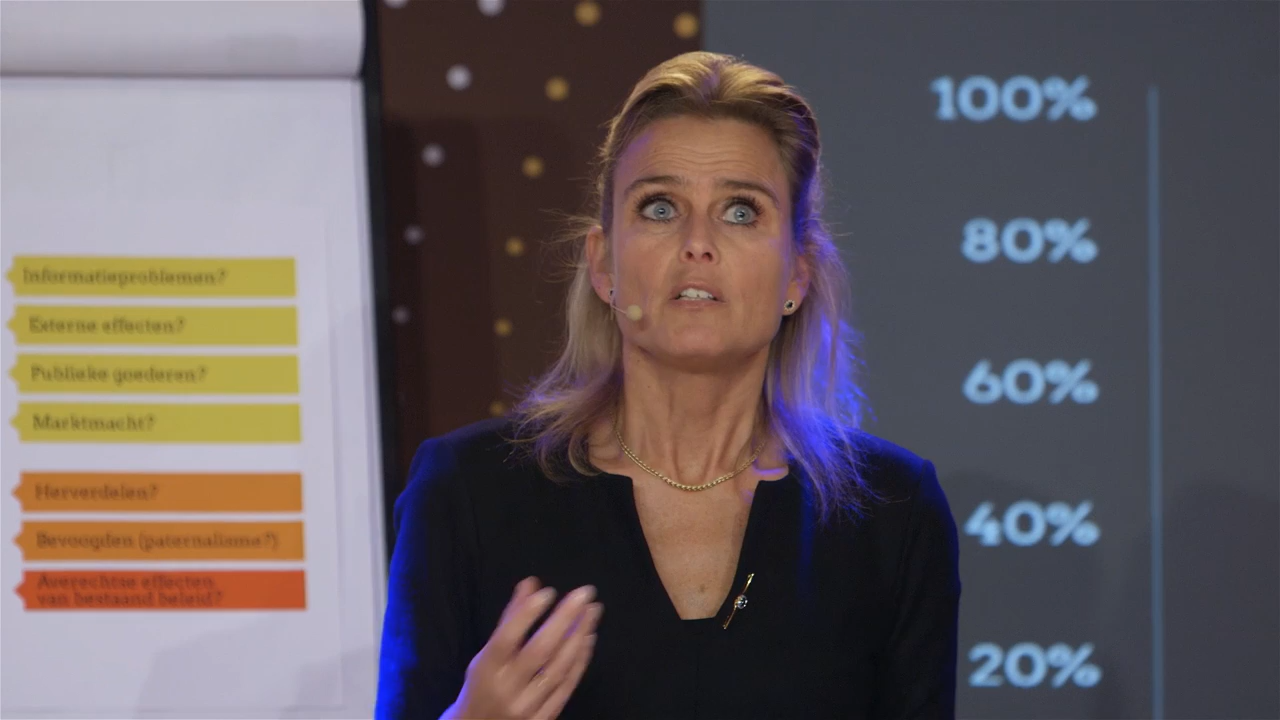 Informatieproblemen?
Externe effecten?
Publieke goederen?
Marktmacht?
Herverdelen?
Bevoogden (paternalisme?)
Averechtse effecten
van bestaand beleid?
100%
80%
60%
40%
20%